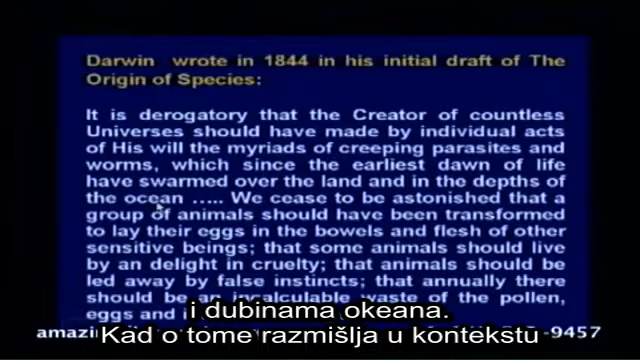 Darwin wrote in 1844 in his initial draft of The
Origin of Species:
It is derogatory that the Creator of countless
Universes should have made by individual acts
of His will the myriads of creeping parasites and
worms, which since the earliest dawn of life
have swarmed over the land and in the depths of
the ocean ..... We cease to be astonished that a
group of animals should have been transformed
to lay their eggs in the bowels and flesh of other
sensitive beings; that some animals should live
by an delight in cruelty; that animals should be
led away by false instincts; that annually there
should be an incalculable waste of the pollen,
eggs and i
i dubinama okeana.
amazin -9457
Kad o tome razmišlja u kontekstu